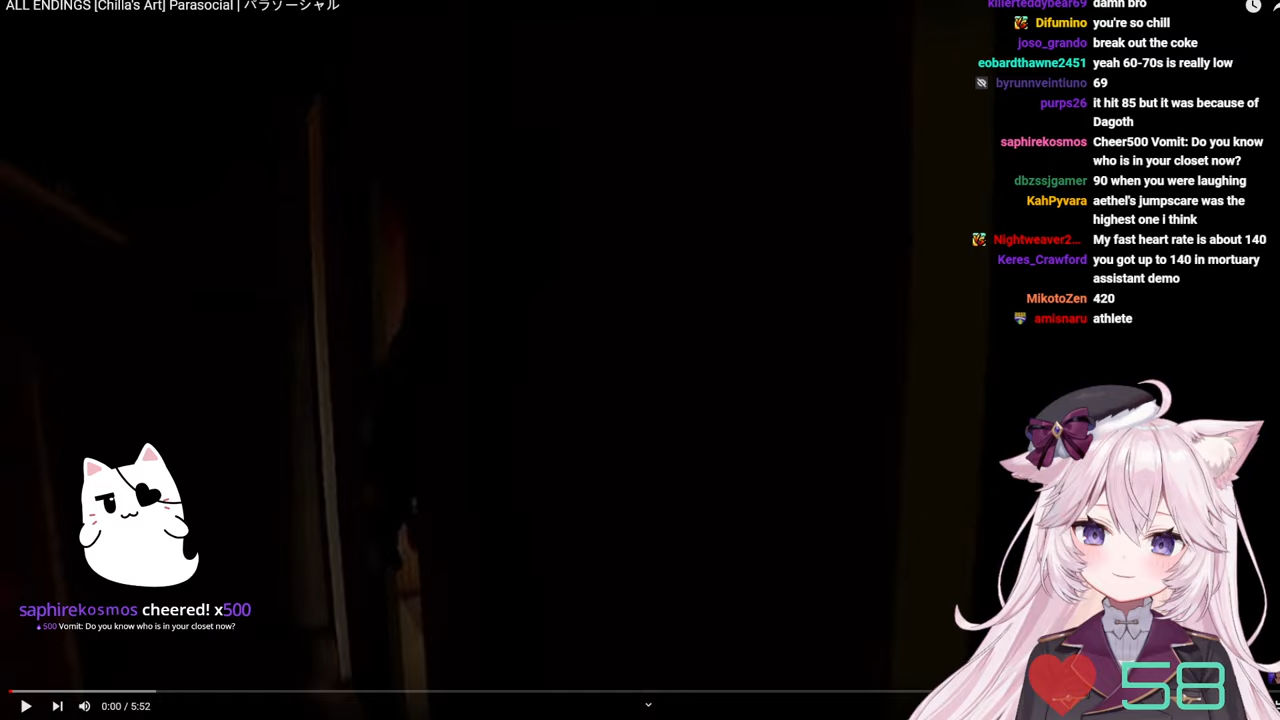 ALL ENDINGS [Chilla's Art] Parasocial | パラソーシャル
killerteddybear69 damn bro
Difumino you're so chill
joso_grando break out the coke
eobardthawne2451 yeah 60-70s is really low
byrunnveintiuno 69
purps26 it hit 85 but it was because of
Dagoth
saphirekosmos Cheer500 Vomit: Do you know
who is in your closet now?
dbzssjgamer 90 when you were laughing
KahPyvara aethel's jumpscare was the
highest one i think
Nightweaver2... My fast heart rate is about 140
Keres_Crawford you got up to 140 in mortuary
assistant demo
MikotoZen 420
amisnaru athlete
saphirekosmos cheered! x500
500 Vomit: Do you know who is in your closet now?
58
0:00 / 5:52